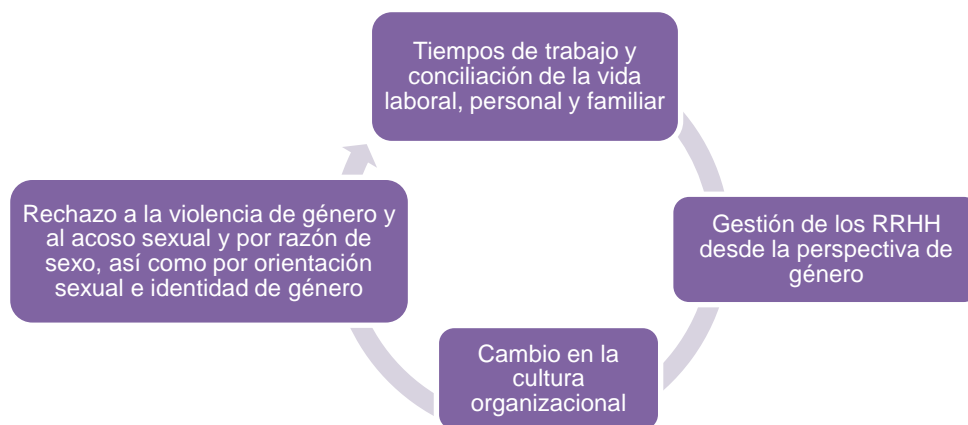 Tiempos de trabajo y
conciliación de la vida
laboral, personal y familiar
Gestión de los RRHH
desde la perspectiva de
género
Cambio en la
cultura
organizacional
Rechazo a la violencia de género y
al acoso sexual y por razón de
sexo, así como por orientación
sexual e identidad de género